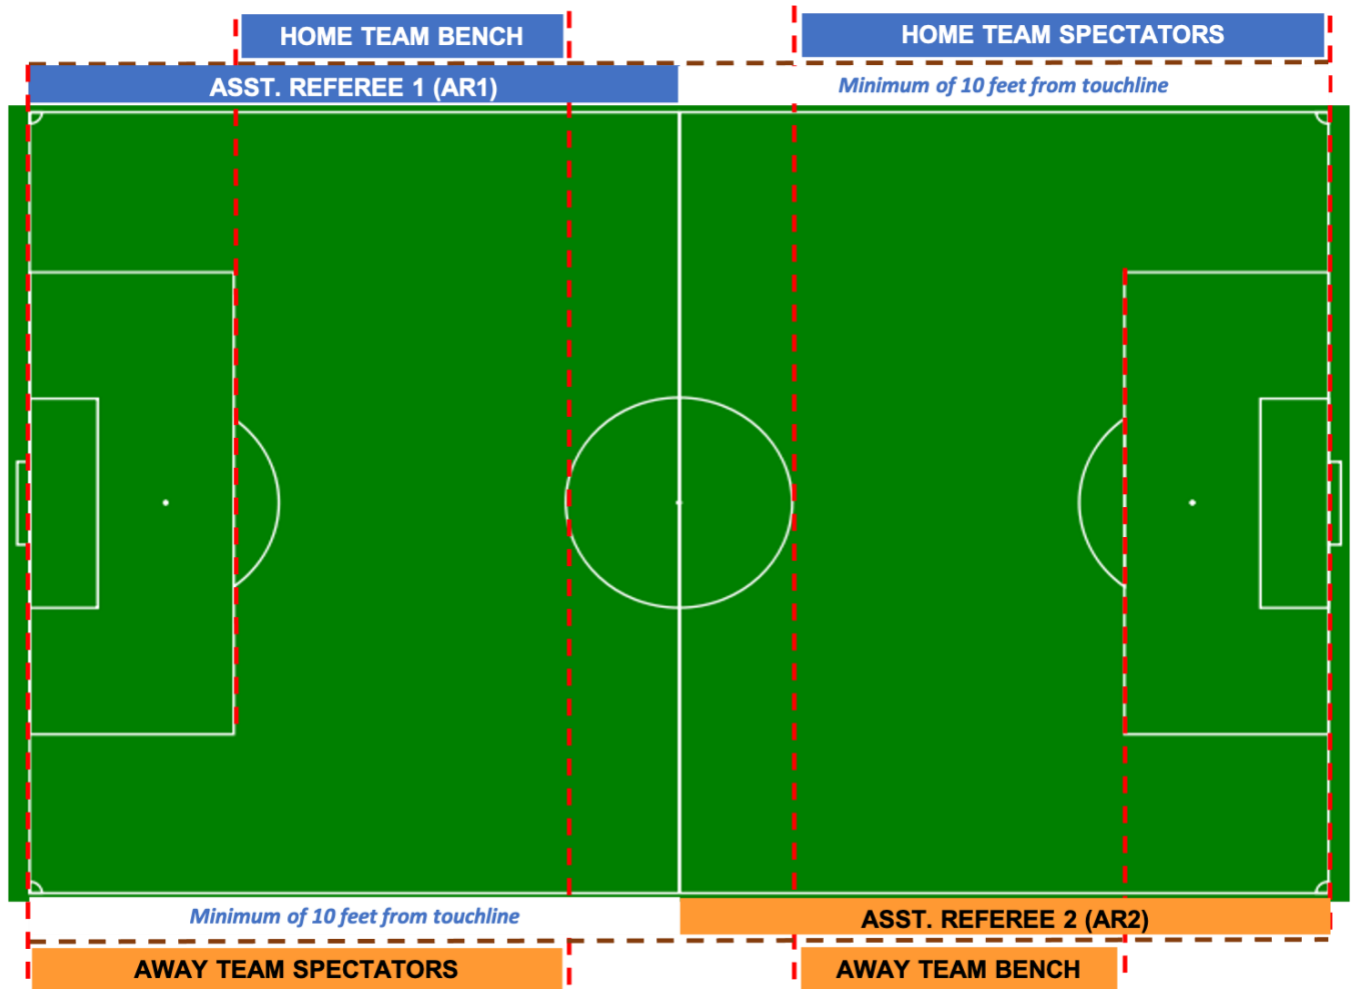 HOME TEAM BENCH
HOME TEAM SPECTATORS
ASST. REFEREE 1 (AR1)
Minimum of 10 feet from touchline
Minimum of 10 feet from touchline
ASST. REFEREE 2 (AR2)
AWAY TEAM SPECTATORS
AWAY TEAM BENCH